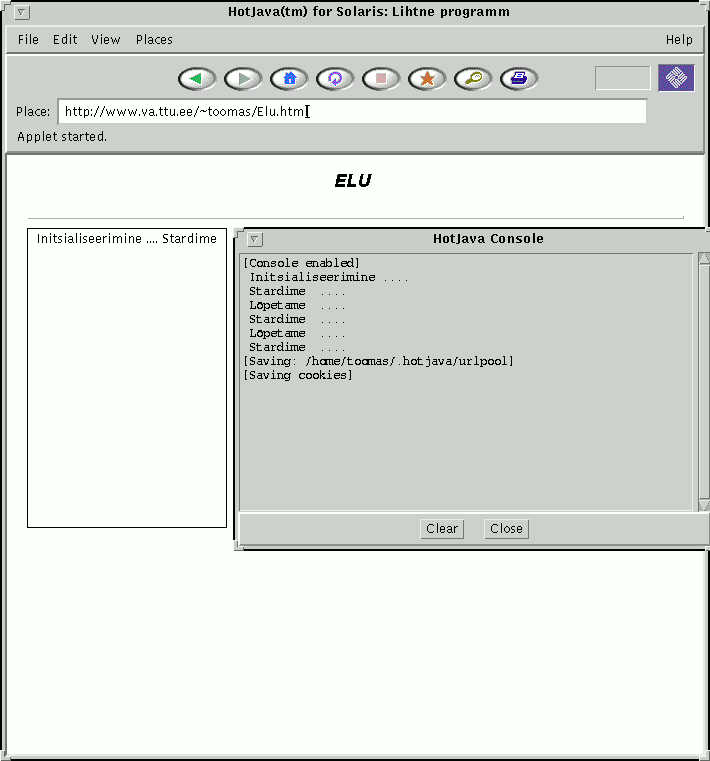 HotJava(tm) for Solaris: Lihtne programm
File Edit View Places Help
Place: http://www.va.ttu.ee/~toomas/Elu.html
Applet started.
ELU
Initsialiseerimine .... Stardime
HotJava Console
[Console enabled]
Initsialiseerimine ....
Stardime ....
Lõpetame ....
Stardime ....
Lõpetame ....
Stardime ....
[Saving: /home/toomas/.hotjava/urlpool]
[Saving cookies]
Clear Close